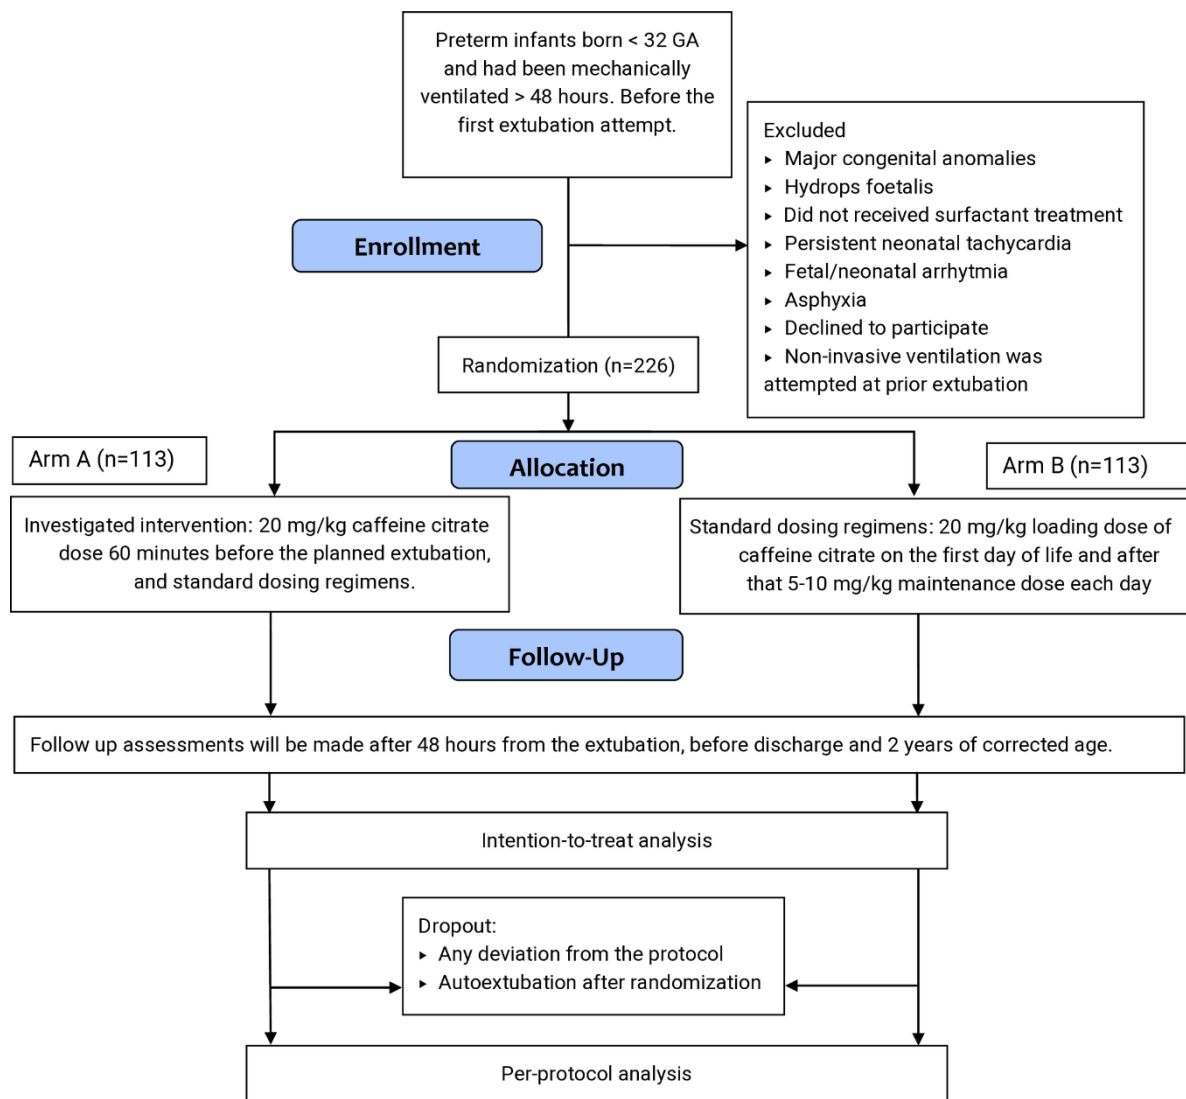 Preterm infants born < 32 GA
and had been mechanically
ventilated > 48 hours. Before the
first extubation attempt.
Excluded
▸ Major congenital anomalies
▸ Hydrops foetalis
▸ Did not received surfactant treatment
▸ Persistent neonatal tachycardia
▸ Fetal/neonatal arrhytmia
▸ Asphyxia
▸ Declined to participate
▸ Non-invasive ventilation was
attempted at prior extubation
Enrollment
Randomization (n=226)
Arm A (n=113)
Allocation
Arm B (n=113)
Investigated intervention: 20 mg/kg caffeine citrate
dose 60 minutes before the planned extubation,
and standard dosing regimens.
Standard dosing regimens: 20 mg/kg loading dose of
caffeine citrate on the first day of life and after
that 5-10 mg/kg maintenance dose each day
Follow-Up
Follow up assessments will be made after 48 hours from the extubation, before discharge and 2 years of corrected age.
Intention-to-treat analysis
Dropout:
▸ Any deviation from the protocol
▸ Autoextubation after randomization
Per-protocol analysis